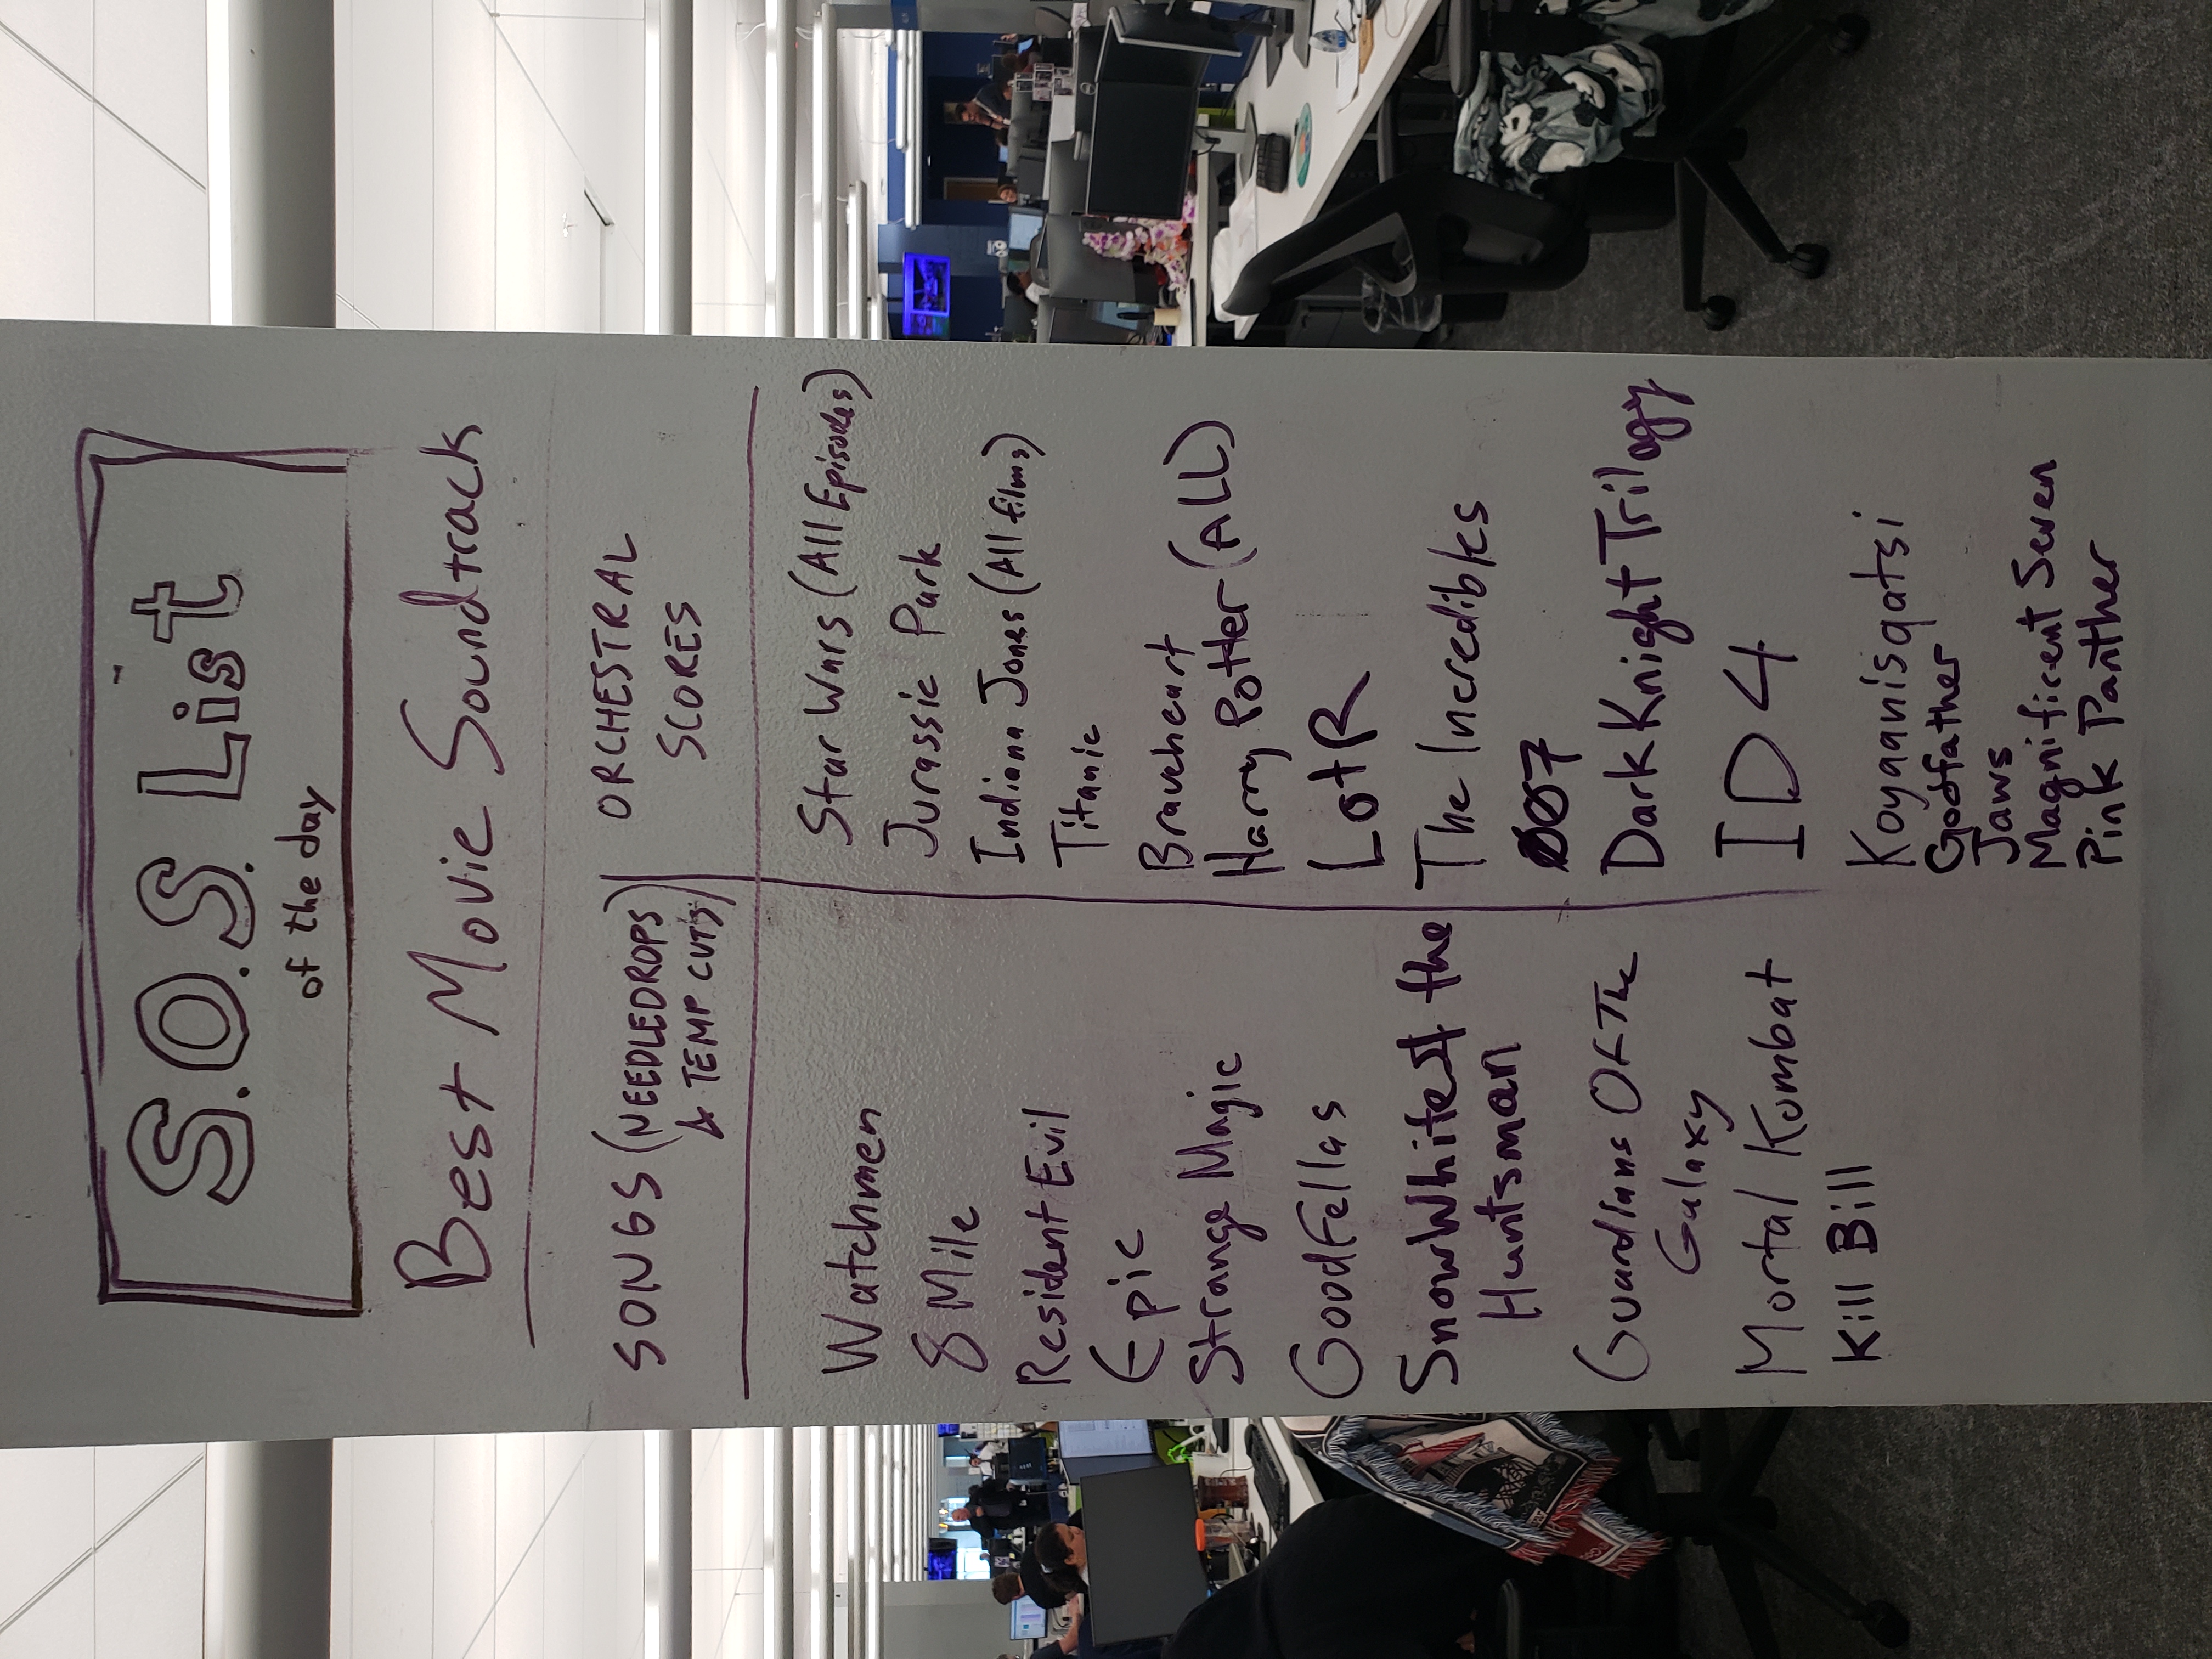 S.O.S. List
of the day
Best Movie Soundtrack
SONGS (NEEDLEDROPS
& TEMP CUTS)
ORCHESTRAL
SCORES
Watchmen
8 Mile
Resident Evil
Epic
Strange Magic
GoodFellas
Snow White & the
Huntsman
Guardians Of The
Galaxy
Mortal Kombat
Kill Bill
Star Wars (All Episodes)
Jurassic Park
Indiana Jones (All films)
Titanic
Braveheart
Harry Potter (ALL)
LotR
The Incredibles
007
Dark Knight Trilogy
ID4
Koyaanisqatsi
Godfather
Jaws
Magnificent Seven
Pink Panther